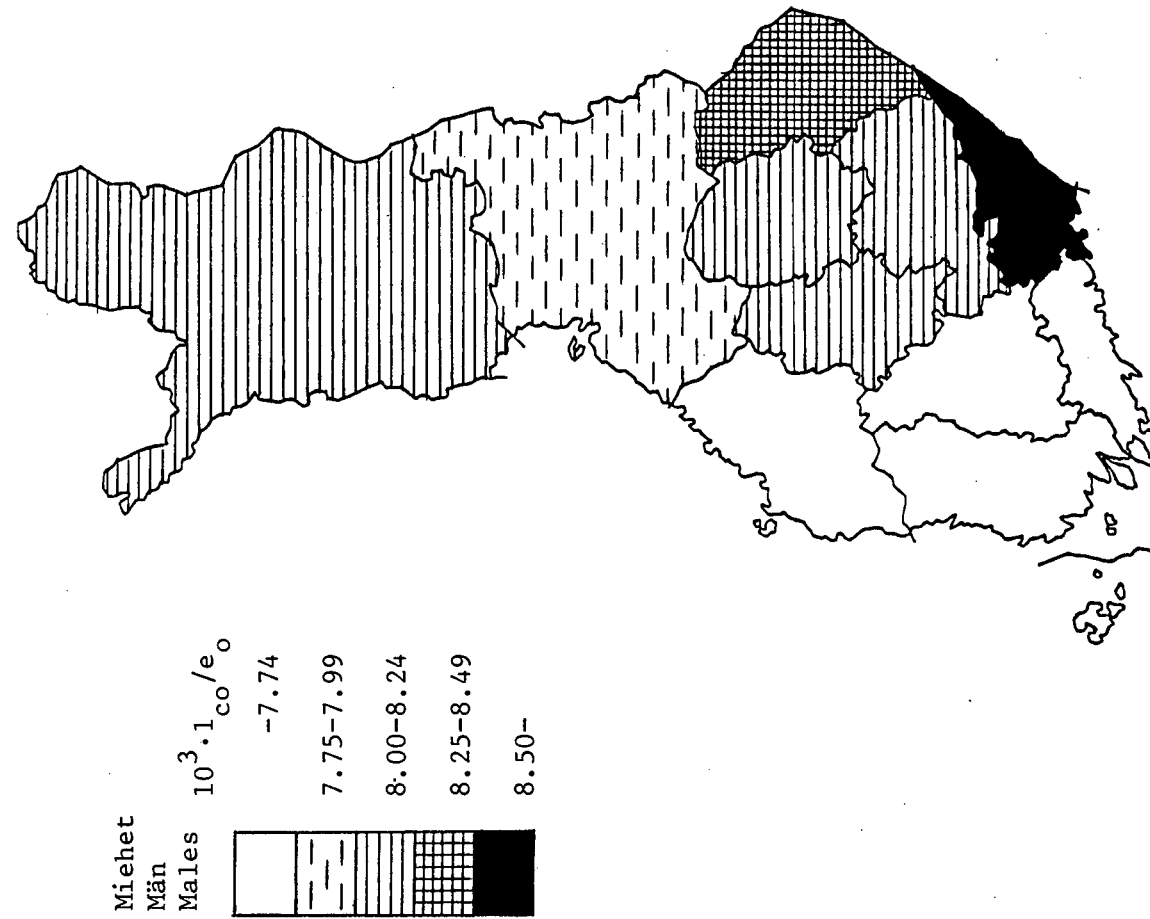 Miehet
Män
Males
10³·l_co/e_o
-7.74
7.75-7.99
8.00-8.24
8.25-8.49
8.50-